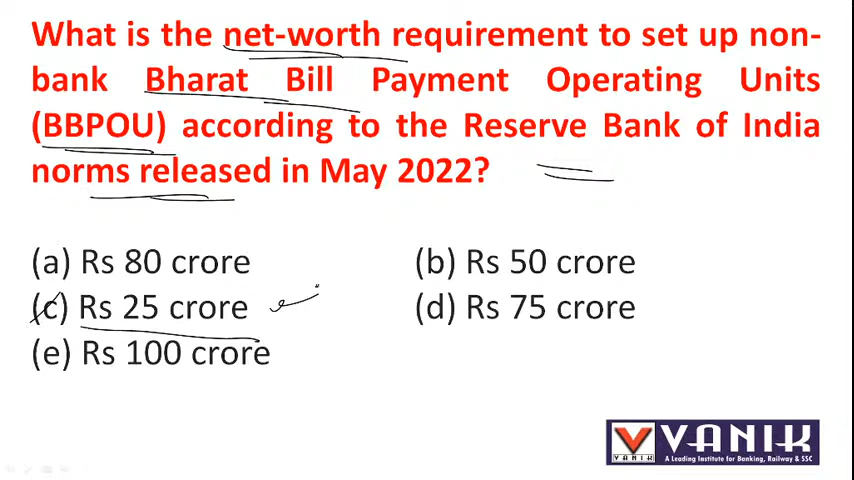 What is the net-worth requirement to set up non-
bank Bharat Bill Payment Operating Units
(BBPOU) according to the Reserve Bank of India
norms released in May 2022?
(a) Rs 80 crore (b) Rs 50 crore
(c) Rs 25 crore (d) Rs 75 crore
(e) Rs 100 crore
VANIK VANIK
A Leading Institute for Banking, Railway & SSC